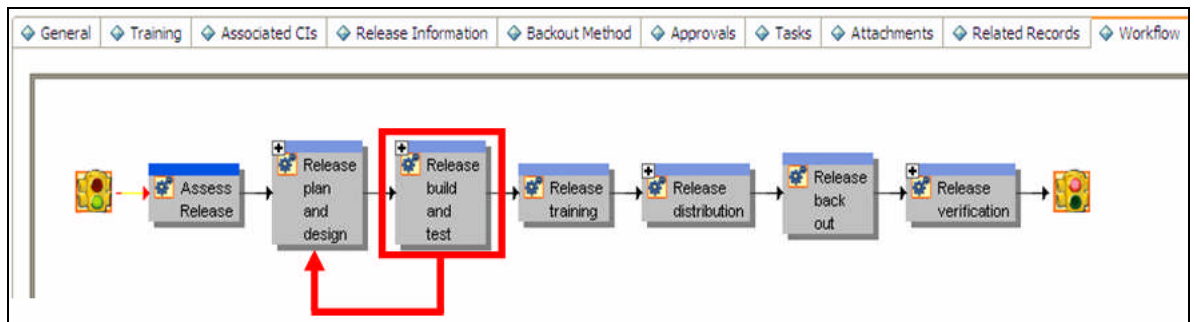 General Training Associated CIs Release Information Backout Method Approvals Tasks Attachments Related Records Workflow
Assess
Release
Release
plan
and
design
Release
build
and
test
Release
training
Release
distribution
Release
back
out
Release
verification